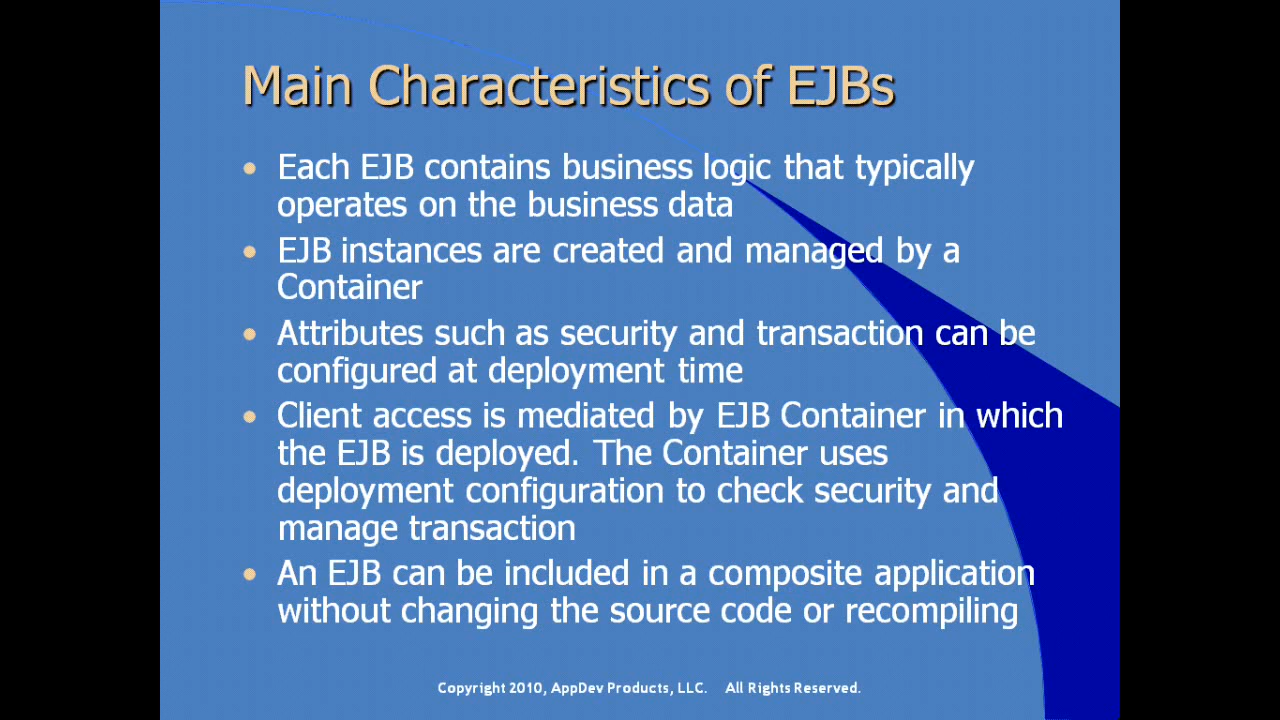 Main Characteristics of EJBs
• Each EJB contains business logic that typically
operates on the business data
• EJB instances are created and managed by a
Container
• Attributes such as security and transaction can be
configured at deployment time
• Client access is mediated by EJB Container in which
the EJB is deployed. The Container uses
deployment configuration to check security and
manage transaction
• An EJB can be included in a composite application
without changing the source code or recompiling
Copyright 2010, AppDev Products, LLC. All Rights Reserved.